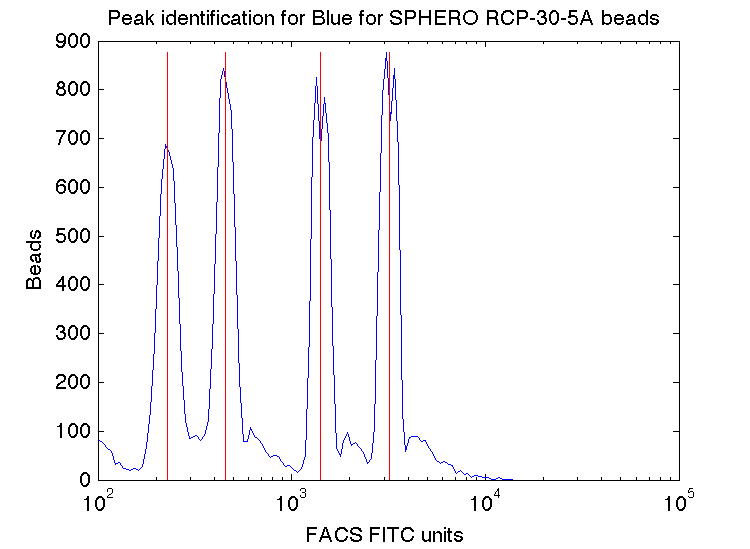 Peak identification for Blue for SPHERO RCP-30-5A beads
900
800
700
600
500
400
300
200
100
0
Beads
10^2 10^3 10^4 10^5
FACS FITC units